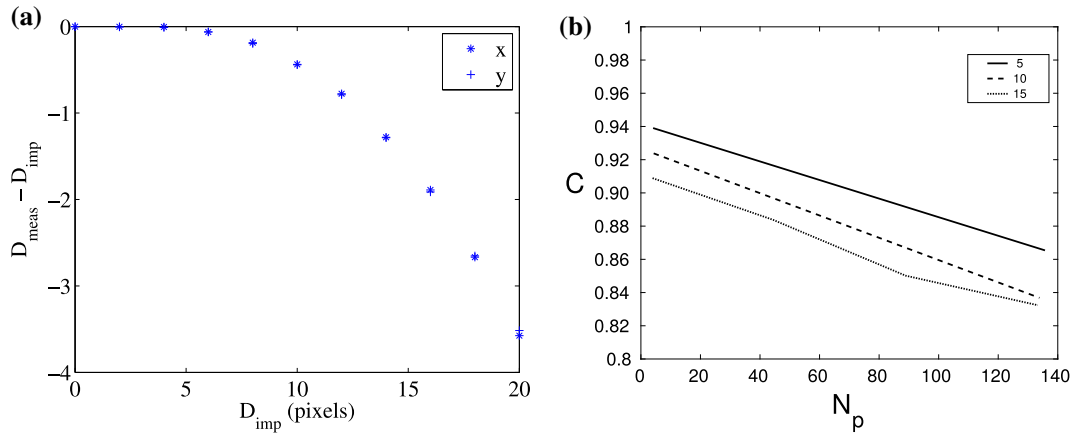 (a)
0
−1
−2
−3
−4
D_meas − D_imp
0 5 10 15 20
D_imp (pixels)
x
y
(b)
1
0.98
0.96
0.94
0.92
0.90
0.88
0.86
0.84
0.82
0.8
C
0 20 40 60 80 100 120 140
N_p
5
10
15